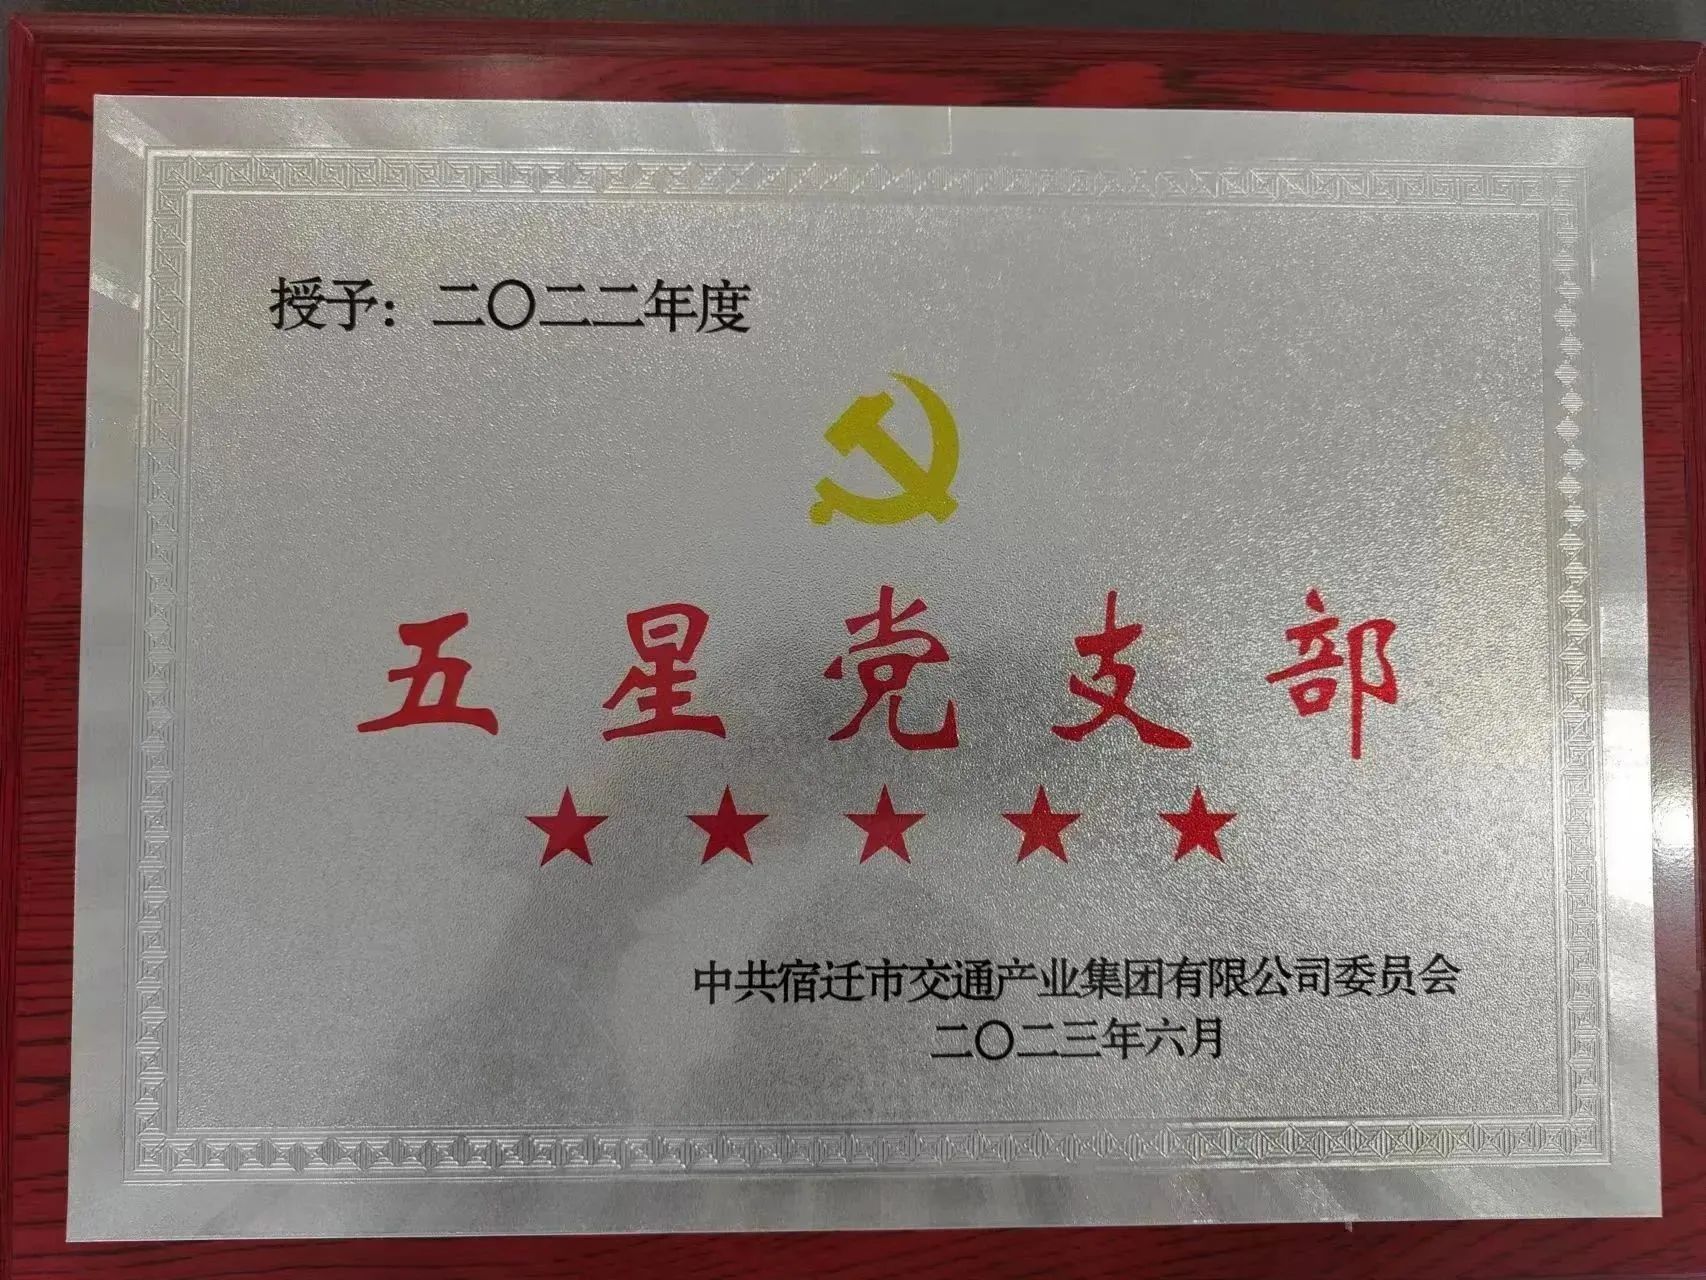 授予：二〇二二年度
五星党支部
中共宿迁市交通产业集团有限公司委员会
二〇二三年六月